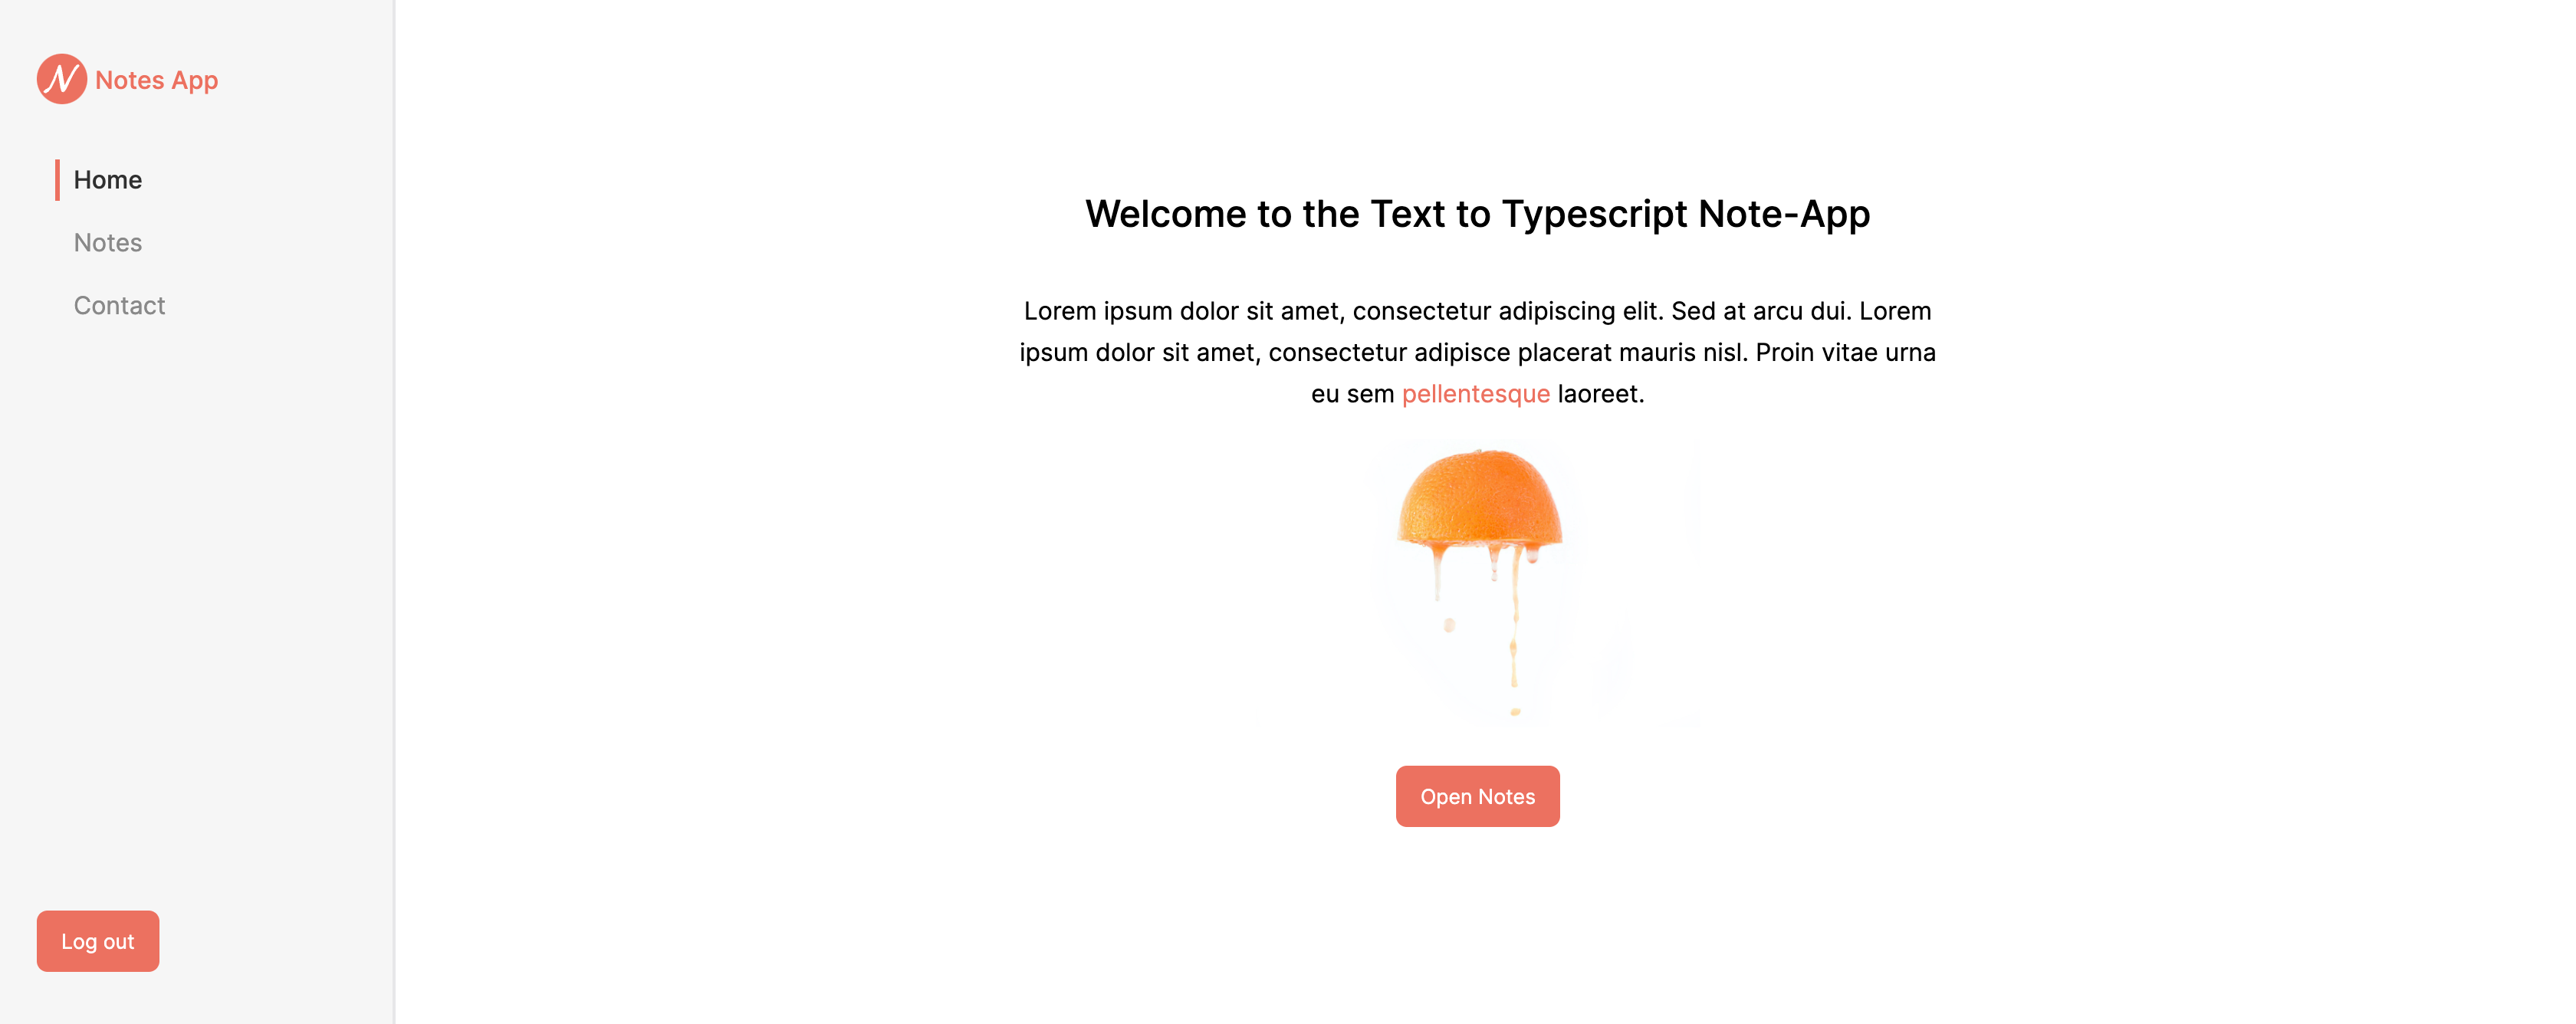 N Notes App
Home
Notes
Contact
Log out
Welcome to the Text to Typescript Note-App
Lorem ipsum dolor sit amet, consectetur adipiscing elit. Sed at arcu dui. Lorem
ipsum dolor sit amet, consectetur adipisce placerat mauris nisl. Proin vitae urna
eu sem pellentesque laoreet.
Open Notes